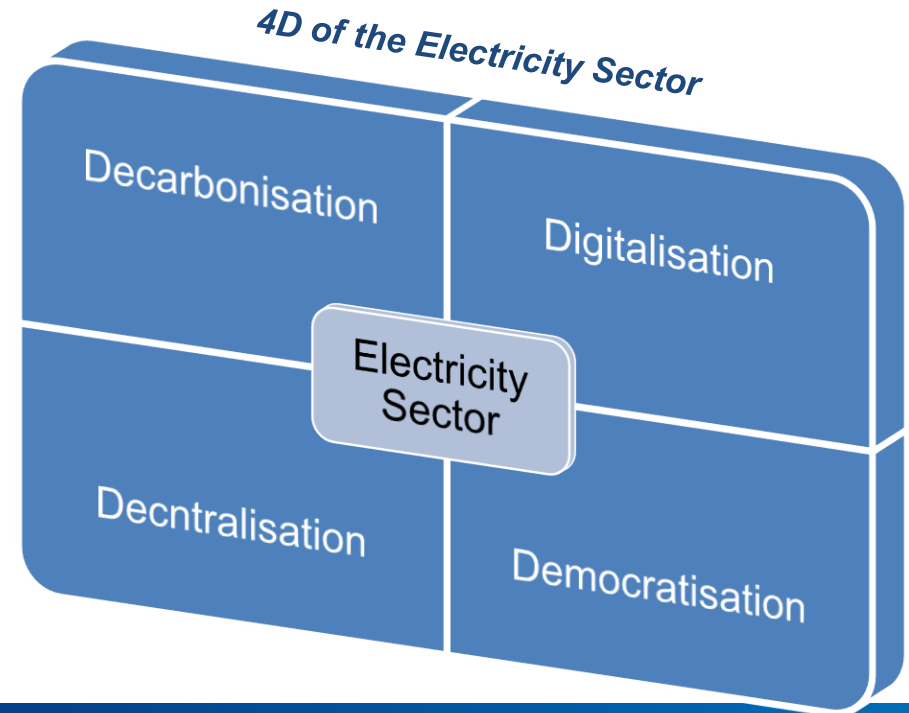 4D of the Electricity Sector
Decarbonisation
Digitalisation
Electricity
Sector
Decntralisation
Democratisation